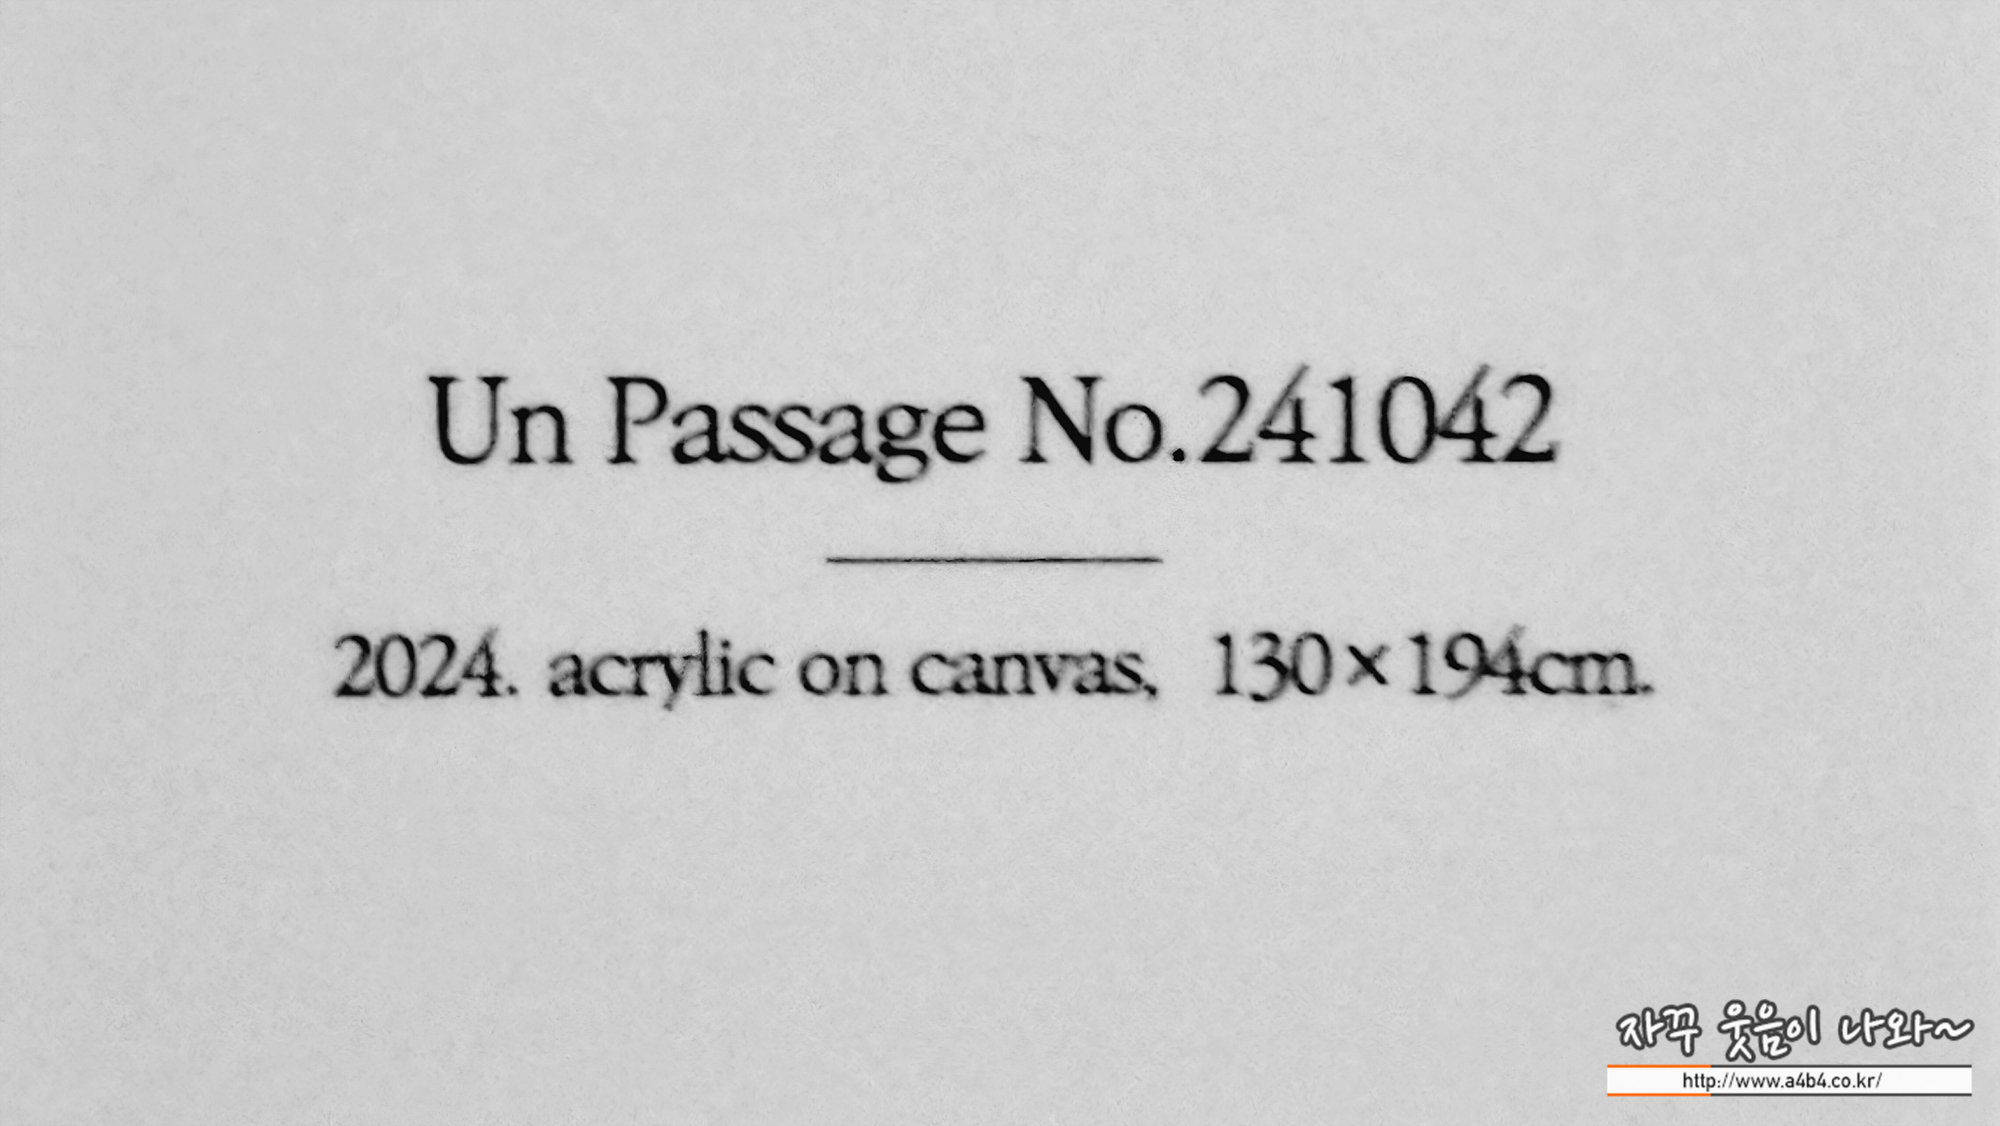 Un Passage No.241042
2024. acrylic on canvas, 130×194cm.
자꾸 웃음이 나와~
http://www.a4b4.co.kr/